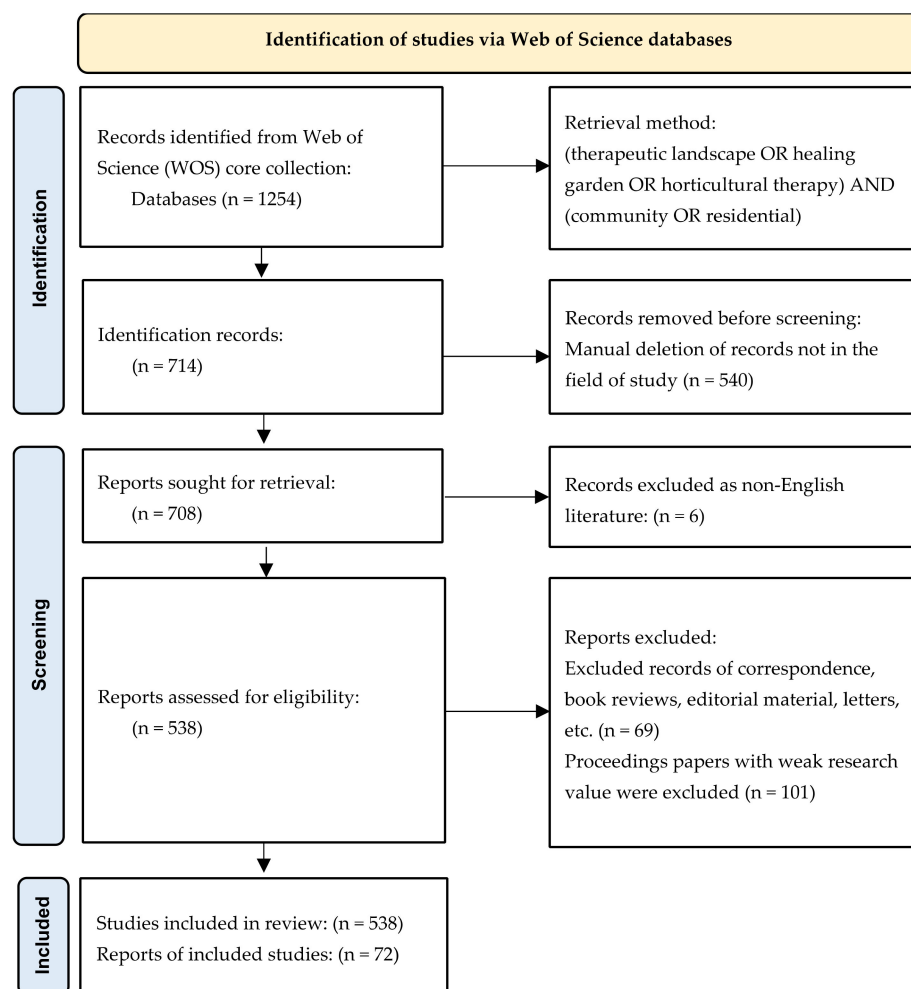 Identification of studies via Web of Science databases
Identification
Records identified from Web of
Science (WOS) core collection:
Databases (n = 1254)
Retrieval method:
(therapeutic landscape OR healing
garden OR horticultural therapy) AND
(community OR residential)
Identification records:
(n = 714)
Records removed before screening:
Manual deletion of records not in the
field of study (n = 540)
Screening
Reports sought for retrieval:
(n = 708)
Records excluded as non-English
literature: (n = 6)
Reports assessed for eligibility:
(n = 538)
Reports excluded:
Excluded records of correspondence,
book reviews, editorial material, letters,
etc. (n = 69)
Proceedings papers with weak research
value were excluded (n = 101)
Included
Studies included in review: (n = 538)
Reports of included studies: (n = 72)